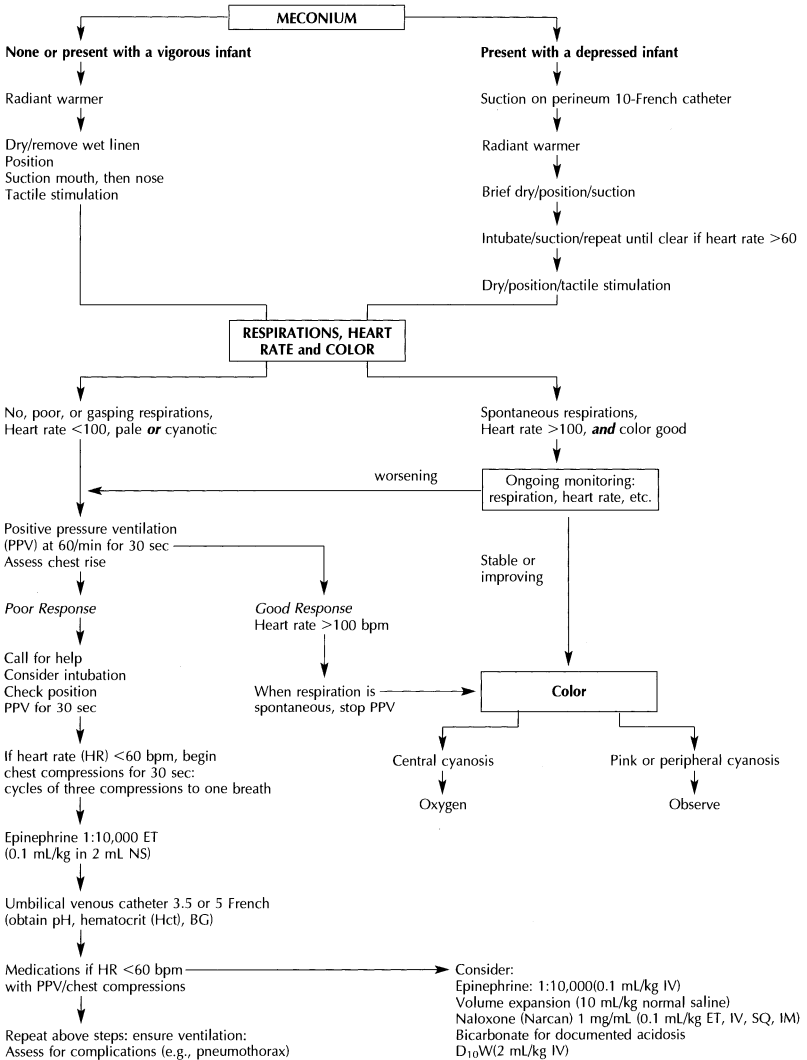 MECONIUM
None or present with a vigorous infant
Radiant warmer
Dry/remove wet linen
Position
Suction mouth, then nose
Tactile stimulation
Present with a depressed infant
Suction on perineum 10-French catheter
Radiant warmer
Brief dry/position/suction
Intubate/suction/repeat until clear if heart rate >60
Dry/position/tactile stimulation
RESPIRATIONS, HEART
RATE and COLOR
No, poor, or gasping respirations,
Heart rate <100, pale or cyanotic
Spontaneous respirations,
Heart rate >100, and color good
worsening
Ongoing monitoring:
respiration, heart rate, etc.
Positive pressure ventilation
(PPV) at 60/min for 30 sec
Assess chest rise
Stable or
improving
Poor Response
Good Response
Heart rate >100 bpm
Call for help
Consider intubation
Check position
PPV for 30 sec
When respiration is
spontaneous, stop PPV
Color
Central cyanosis
Oxygen
Pink or peripheral cyanosis
Observe
If heart rate (HR) <60 bpm, begin
chest compressions for 30 sec:
cycles of three compressions to one breath
Epinephrine 1:10,000 ET
(0.1 mL/kg in 2 mL NS)
Umbilical venous catheter 3.5 or 5 French
(obtain pH, hematocrit (Hct), BG)
Medications if HR <60 bpm
with PPV/chest compressions
Repeat above steps: ensure ventilation:
Assess for complications (e.g., pneumothorax)
Consider:
Epinephrine: 1:10,000(0.1 mL/kg IV)
Volume expansion (10 mL/kg normal saline)
Naloxone (Narcan) 1 mg/mL (0.1 mL/kg ET, IV, SQ, IM)
Bicarbonate for documented acidosis
D10W(2 mL/kg IV)